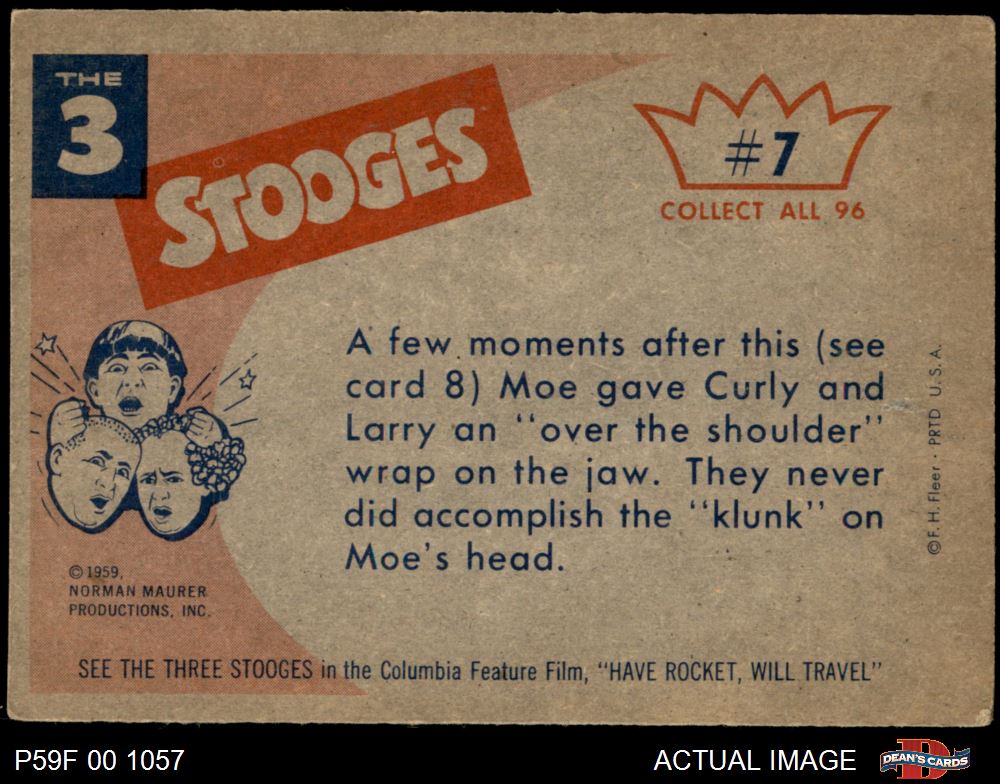 THE
3
STOOGES
#7
COLLECT ALL 96
A few moments after this (see
card 8) Moe gave Curly and
Larry an "over the shoulder"
wrap on the jaw. They never
did accomplish the "klunk" on
Moe's head.
© F. H. Fleer · PRTD U. S. A.
© 1959,
NORMAN MAURER
PRODUCTIONS, INC.
SEE THE THREE STOOGES in the Columbia Feature Film, "HAVE ROCKET, WILL TRAVEL"
P59F 00 1057
ACTUAL IMAGE
DEAN'S CARDS